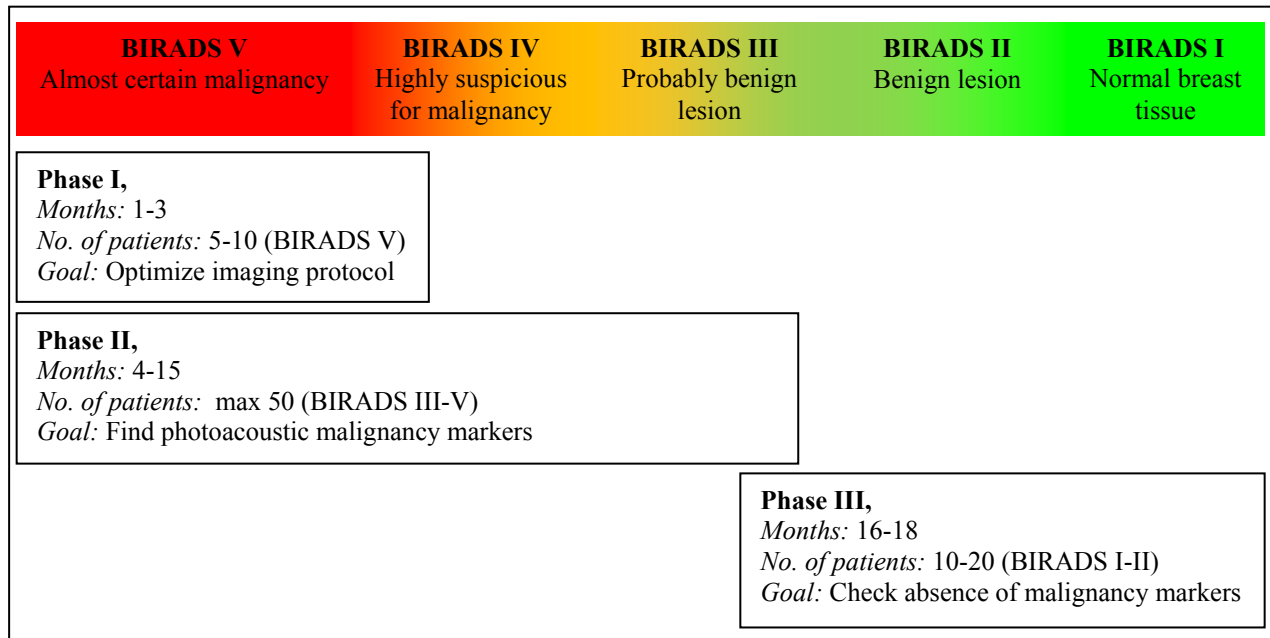 BIRADS V
Almost certain malignancy
BIRADS IV
Highly suspicious
for malignancy
BIRADS III
Probably benign
lesion
BIRADS II
Benign lesion
BIRADS I
Normal breast
tissue
Phase I,
Months: 1-3
No. of patients: 5-10 (BIRADS V)
Goal: Optimize imaging protocol
Phase II,
Months: 4-15
No. of patients:  max 50 (BIRADS III-V)
Goal: Find photoacoustic malignancy markers
Phase III,
Months: 16-18
No. of patients: 10-20 (BIRADS I-II)
Goal: Check absence of malignancy markers